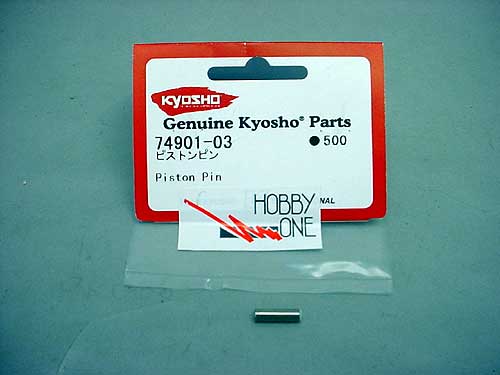 KYOSHO
Genuine Kyosho® Parts
74901-03 ●500
ピストンピン
Piston Pin
HOBBY
ONE
NAL